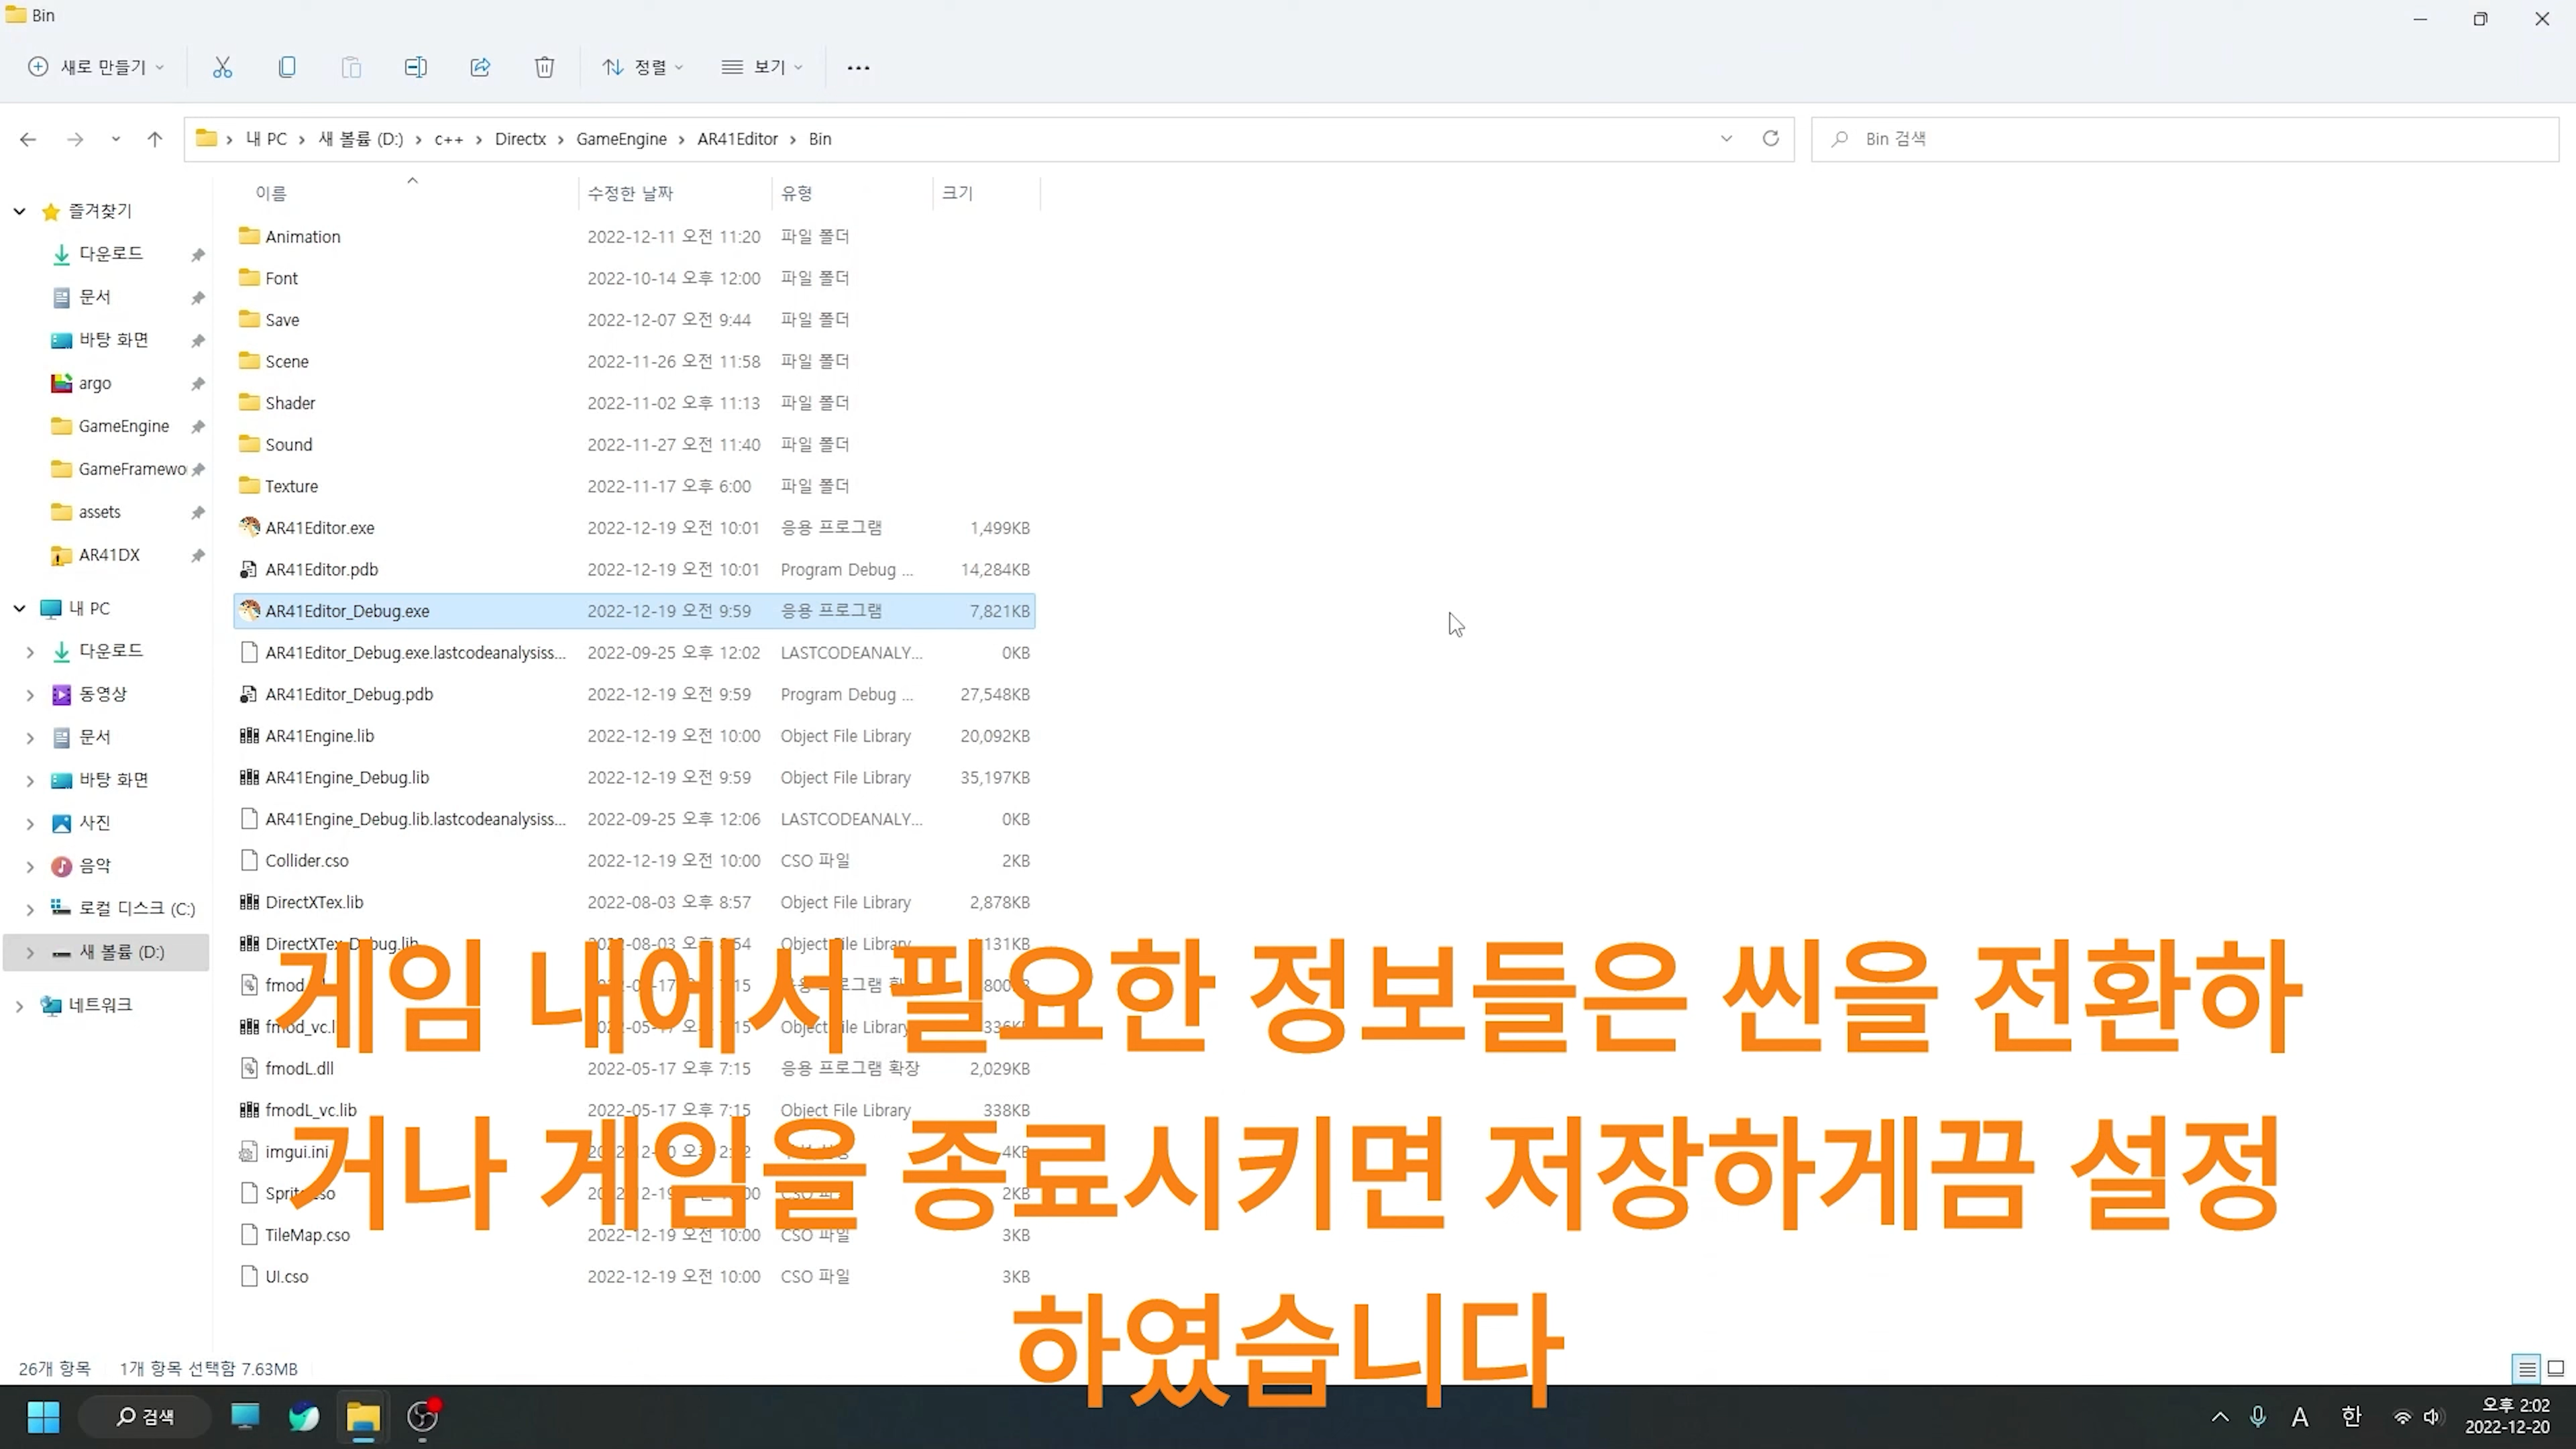 Bin
새로 만들기
정렬
보기
내 PC > 새 볼륨 (D:) > c++ > Directx > GameEngine > AR41Editor > Bin
Bin 검색
즐겨찾기
다운로드
문서
바탕 화면
argo
GameEngine
GameFramewo
assets
AR41DX
내 PC
다운로드
동영상
문서
바탕 화면
사진
음악
로컬 디스크 (C:)
새 볼륨 (D:)
네트워크
이름 수정한 날짜 유형 크기
Animation 2022-12-11 오전 11:20 파일 폴더
Font 2022-10-14 오후 12:00 파일 폴더
Save 2022-12-07 오전 9:44 파일 폴더
Scene 2022-11-26 오전 11:58 파일 폴더
Shader 2022-11-02 오후 11:13 파일 폴더
Sound 2022-11-27 오전 11:40 파일 폴더
Texture 2022-11-17 오후 6:00 파일 폴더
AR41Editor.exe 2022-12-19 오전 10:01 응용 프로그램 1,499KB
AR41Editor.pdb 2022-12-19 오전 10:01 Program Debug ... 14,284KB
AR41Editor_Debug.exe 2022-12-19 오전 9:59 응용 프로그램 7,821KB
AR41Editor_Debug.exe.lastcodeanalysiss... 2022-09-25 오후 12:02 LASTCODEANALY... 0KB
AR41Editor_Debug.pdb 2022-12-19 오전 9:59 Program Debug ... 27,548KB
AR41Engine.lib 2022-12-19 오전 10:00 Object File Library 20,092KB
AR41Engine_Debug.lib 2022-12-19 오전 9:59 Object File Library 35,197KB
AR41Engine_Debug.lib.lastcodeanalysiss... 2022-09-25 오후 12:06 LASTCODEANALY... 0KB
Collider.cso 2022-12-19 오전 10:00 CSO 파일 2KB
DirectXTex.lib 2022-08-03 오후 8:57 Object File Library 2,878KB
DirectXTex_Debug.lib Object File Library
게임 내에서 필요한 정보들은 씬을 전환하
fmodL.dll 2022-05-17 오후 7:15 응용 프로그램 확장 2,029KB
fmodL_vc.lib 2022-05-17 오후 7:15 Object File Library 338KB
거나 게임을 종료시키면 저장하게끔 설정
imgui.ini 4KB
Sprite.cso 2KB
TileMap.cso 2022-12-19 오전 10:00 CSO 파일 3KB
UI.cso 2022-12-19 오전 10:00 CSO 파일 3KB
하였습니다
26개 항목 1개 항목 선택함 7.63MB
검색
A 한
오후 2:02
2022-12-20